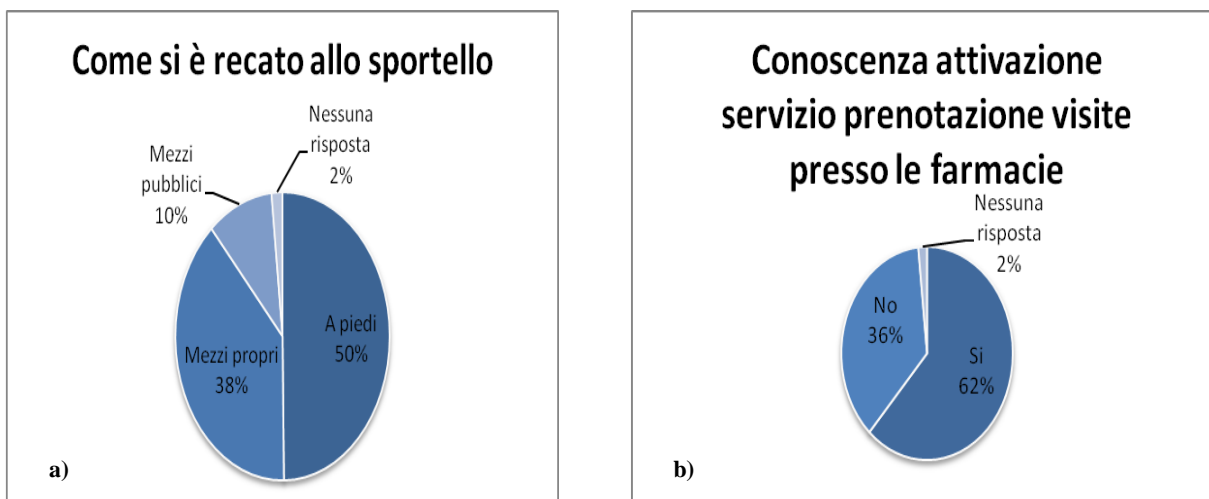 Come si è recato allo sportello
Nessuna
risposta
2%
Mezzi
pubblici
10%
A piedi
50%
Mezzi propri
38%
a)
Conoscenza attivazione
servizio prenotazione visite
presso le farmacie
Nessuna
risposta
2%
No
36%
Si
62%
b)